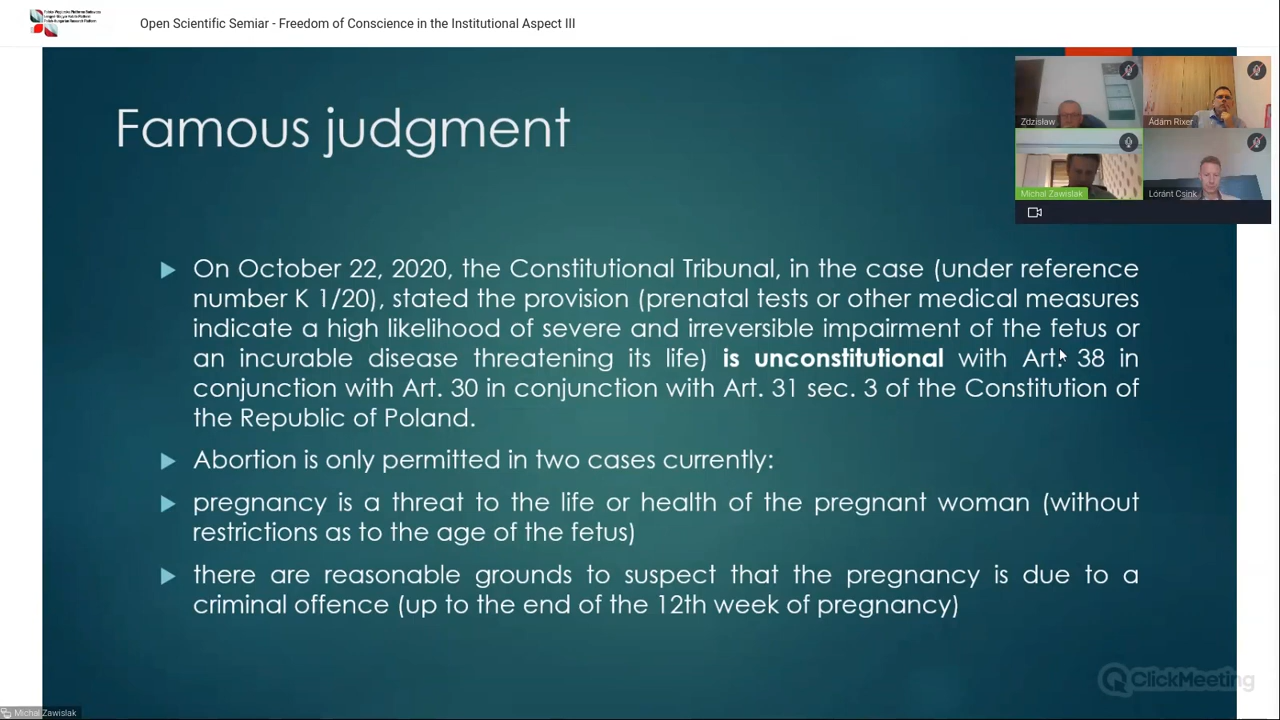 Open Scientific Semiar - Freedom of Conscience in the Institutional Aspect III
Famous judgment
Zdzisław
Ádám Rixer
Michal Zawislak
Lóránt Csink
On October 22, 2020, the Constitutional Tribunal, in the case (under reference
number K 1/20), stated the provision (prenatal tests or other medical measures
indicate a high likelihood of severe and irreversible impairment of the fetus or
an incurable disease threatening its life) is unconstitutional with Art. 38 in
conjunction with Art. 30 in conjunction with Art. 31 sec. 3 of the Constitution of
the Republic of Poland.
Abortion is only permitted in two cases currently:
pregnancy is a threat to the life or health of the pregnant woman (without
restrictions as to the age of the fetus)
there are reasonable grounds to suspect that the pregnancy is due to a
criminal offence (up to the end of the 12th week of pregnancy)
ClickMeeting
Michal Zawislak